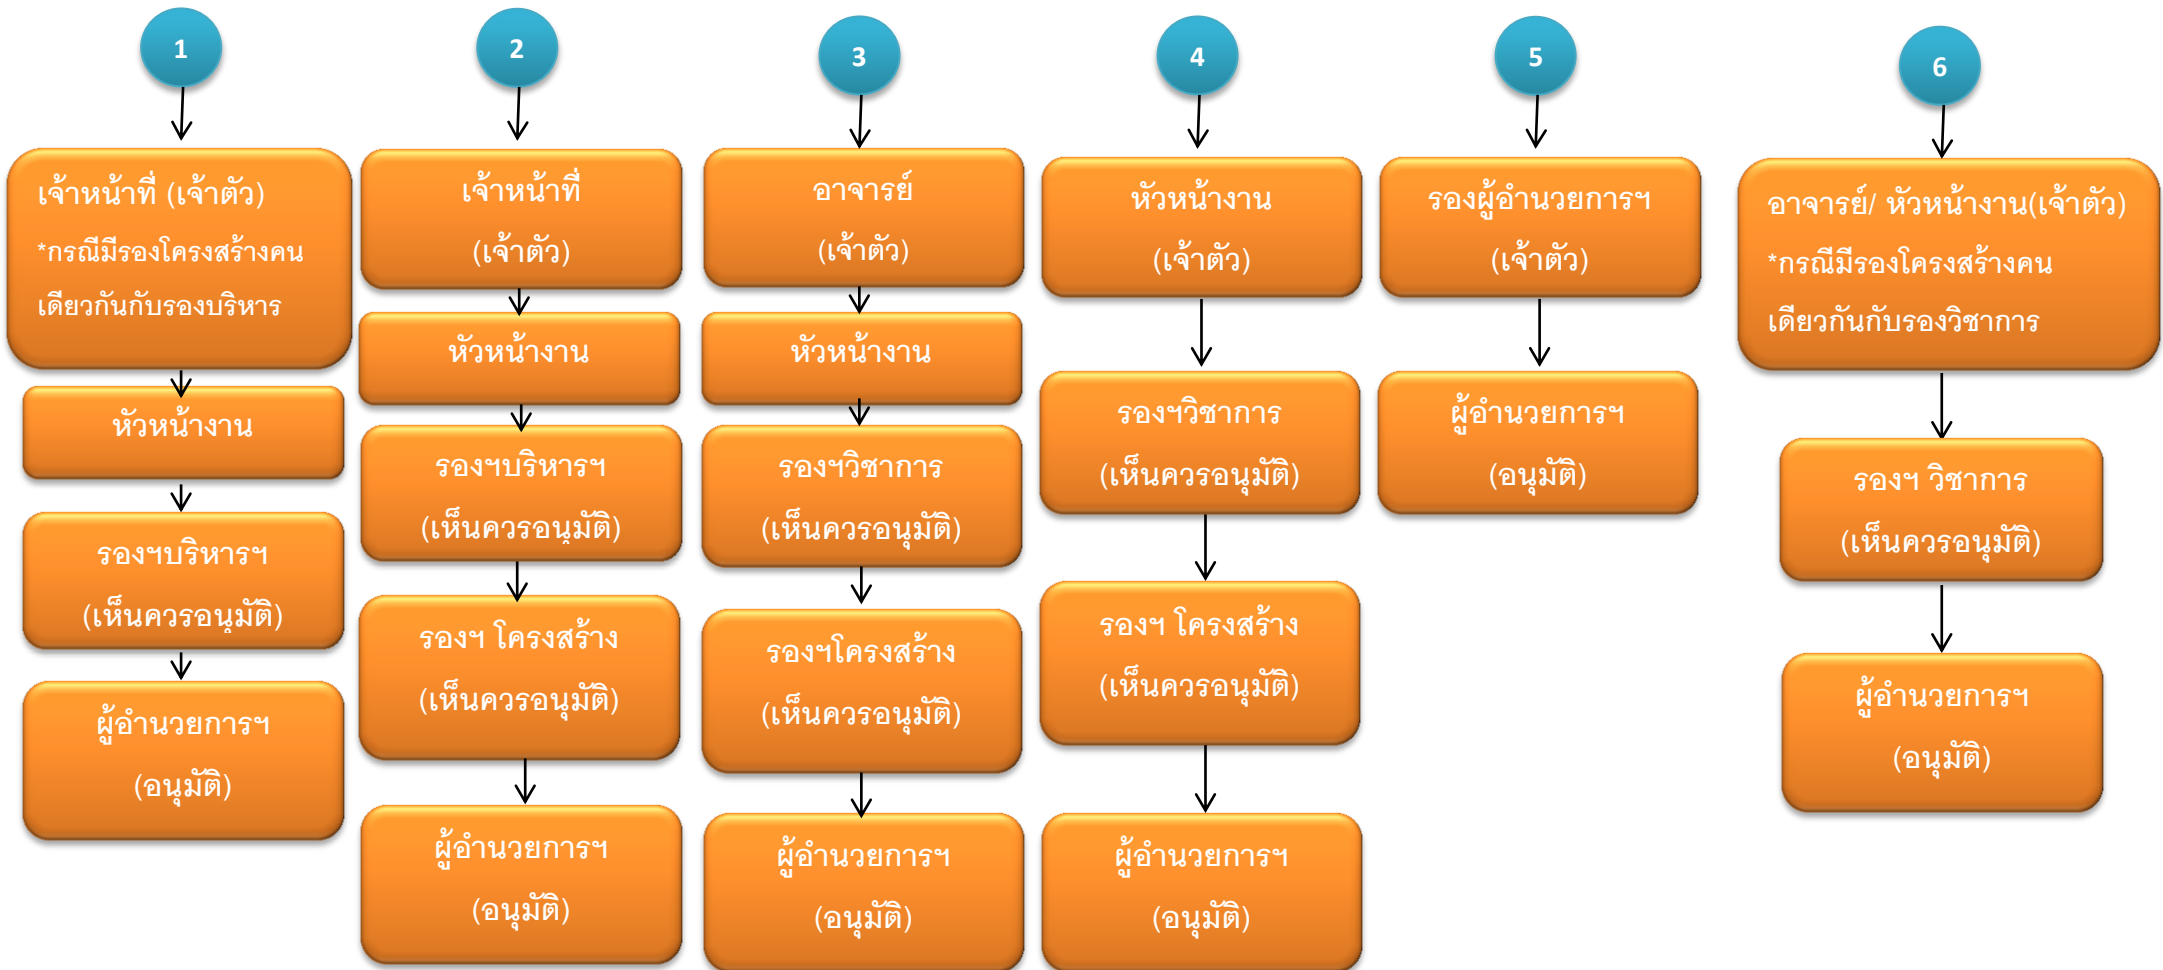 1
เจ้าหน้าที่ (เจ้าตัว)
*กรณีมีรองโครงสร้างคน
เดียวกันกับรองบริหาร
หัวหน้างาน
รองฯบริหารฯ
(เห็นควรอนุมัติ)
ผู้อำนวยการฯ
(อนุมัติ)
2
เจ้าหน้าที่
(เจ้าตัว)
หัวหน้างาน
รองฯบริหารฯ
(เห็นควรอนุมัติ)
รองฯ โครงสร้าง
(เห็นควรอนุมัติ)
ผู้อำนวยการฯ
(อนุมัติ)
3
อาจารย์
(เจ้าตัว)
หัวหน้างาน
รองฯวิชาการ
(เห็นควรอนุมัติ)
รองฯโครงสร้าง
(เห็นควรอนุมัติ)
ผู้อำนวยการฯ
(อนุมัติ)
4
หัวหน้างาน
(เจ้าตัว)
รองฯวิชาการ
(เห็นควรอนุมัติ)
รองฯ โครงสร้าง
(เห็นควรอนุมัติ)
ผู้อำนวยการฯ
(อนุมัติ)
5
รองผู้อำนวยการฯ
(เจ้าตัว)
ผู้อำนวยการฯ
(อนุมัติ)
6
อาจารย์/ หัวหน้างาน(เจ้าตัว)
*กรณีมีรองโครงสร้างคน
เดียวกันกับรองวิชาการ
รองฯ วิชาการ
(เห็นควรอนุมัติ)
ผู้อำนวยการฯ
(อนุมัติ)